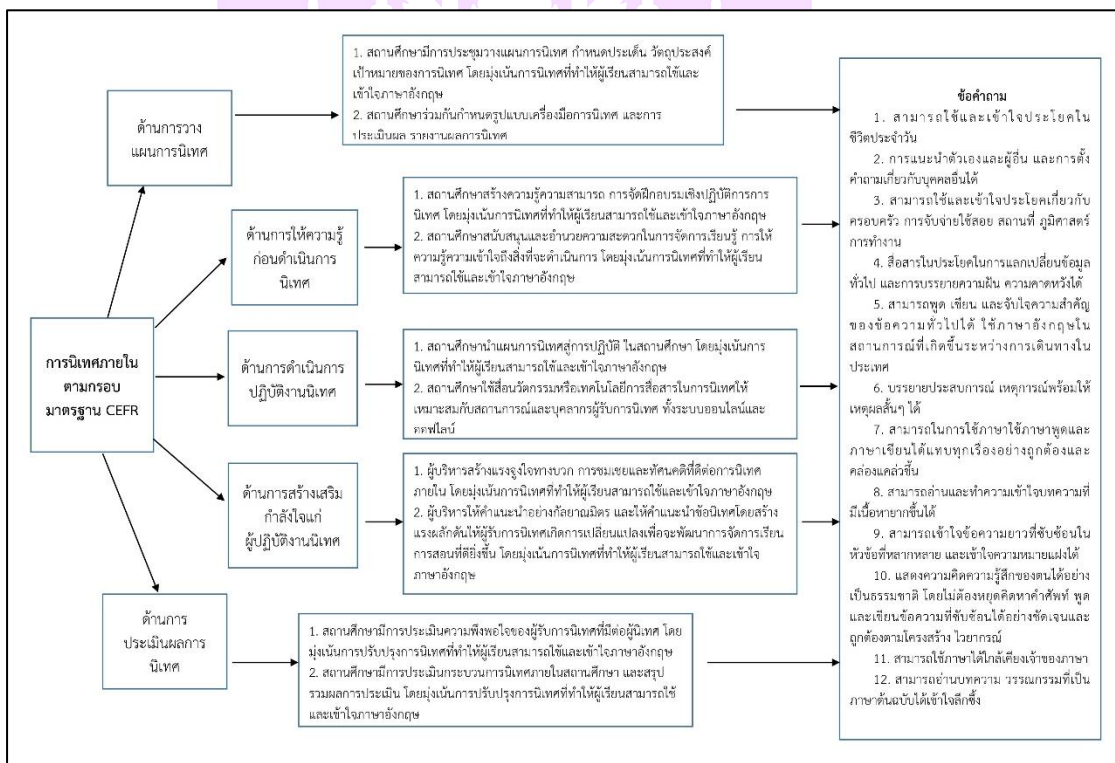 1. สถานศึกษามีการประชุมวางแผนการนิเทศ กำหนดประเด็น วัตถุประสงค์
เป้าหมายของการนิเทศ โดยมุ่งเน้นการนิเทศที่ทำให้ผู้เรียนสามารถใช้และ
เข้าใจภาษาอังกฤษ
2. สถานศึกษาร่วมกันกำหนดรูปแบบเครื่องมือการนิเทศ และการ
ประเมินผล รายงานผลการนิเทศ
ด้านการวาง
แผนการนิเทศ
1. สถานศึกษาสร้างความรู้ความสามารถ การจัดฝึกอบรมเชิงปฏิบัติการการ
นิเทศ โดยมุ่งเน้นการนิเทศที่ทำให้ผู้เรียนสามารถใช้และเข้าใจภาษาอังกฤษ
2. สถานศึกษาสนับสนุนและอำนวยความสะดวกในการจัดการเรียนรู้ การให้
ความรู้ความเข้าใจถึงสิ่งที่จะดำเนินการ โดยมุ่งเน้นการนิเทศที่ทำให้ผู้เรียน
สามารถใช้และเข้าใจภาษาอังกฤษ
ด้านการให้ความรู้
ก่อนดำเนินการ
นิเทศ
การนิเทศภายใน
ตามกรอบ
มาตรฐาน CEFR
ด้านการดำเนินการ
ปฏิบัติงานนิเทศ
1. สถานศึกษานำแผนการนิเทศสู่การปฏิบัติ ในสถานศึกษา โดยมุ่งเน้นการ
นิเทศที่ทำให้ผู้เรียนสามารถใช้และเข้าใจภาษาอังกฤษ
2. สถานศึกษาใช้สื่อนวัตกรรมหรือเทคโนโลยีการสื่อสารในการนิเทศให้
เหมาะสมกับสถานการณ์และบุคลากรผู้รับการนิเทศ ทั้งระบบออนไลน์และ
ออฟไลน์
ด้านการสร้างเสริม
กำลังใจแก่
ผู้ปฏิบัติงานนิเทศ
1. ผู้บริหารสร้างแรงจูงใจทางบวก การชมเชยและทัศนคติที่ดีต่อการนิเทศ
ภายใน โดยมุ่งเน้นการนิเทศที่ทำให้ผู้เรียนสามารถใช้และเข้าใจภาษาอังกฤษ
2. ผู้บริหารให้คำแนะนำอย่างกัลยาณมิตร และให้คำแนะนำข้อนิเทศโดยสร้าง
แรงผลักดันให้ผู้รับการนิเทศเกิดการเปลี่ยนแปลงเพื่อจะพัฒนาการจัดการเรียน
การสอนที่ดียิ่งขึ้น โดยมุ่งเน้นการนิเทศที่ทำให้ผู้เรียนสามารถใช้และเข้าใจ
ภาษาอังกฤษ
ด้านการ
ประเมินผลการ
นิเทศ
1. สถานศึกษามีการประเมินความพึงพอใจของผู้รับการนิเทศที่มีต่อผู้นิเทศ โดย
มุ่งเน้นการปรับปรุงการนิเทศที่ทำให้ผู้เรียนสามารถใช้และเข้าใจภาษาอังกฤษ
2. สถานศึกษามีการประเมินกระบวนการนิเทศภายในสถานศึกษา และสรุป
รวมผลการประเมิน โดยมุ่งเน้นการปรับปรุงการนิเทศที่ทำให้ผู้เรียนสามารถใช้
และเข้าใจภาษาอังกฤษ
ข้อคำถาม
1. สามารถใช้และเข้าใจประโยคใน
ชีวิตประจำวัน
2. การแนะนำตัวเองและผู้อื่น และการตั้ง
คำถามเกี่ยวกับบุคคลอื่นได้
3. สามารถใช้และเข้าใจประโยคเกี่ยวกับ
ครอบครัว การจับจ่ายใช้สอย สถานที่ ภูมิศาสตร์
การทำงาน
4. สื่อสารในประโยคในการแลกเปลี่ยนข้อมูล
ทั่วไป และการบรรยายความฝัน ความคาดหวังได้
5. สามารถพูด เขียน และจับใจความสำคัญ
ของข้อความทั่วไปได้ ใช้ภาษาอังกฤษใน
สถานการณ์ที่เกิดขึ้นระหว่างการเดินทางใน
ประเทศ
6. บรรยายประสบการณ์ เหตุการณ์พร้อมให้
เหตุผลสั้นๆ ได้
7. สามารถในการใช้ภาษาใช้ภาษาพูดและ
ภาษาเขียนได้แทบทุกเรื่องอย่างถูกต้องและ
คล่องแคล่วขึ้น
8. สามารถอ่านและทำความเข้าใจบทความที่
มีเนื้อหายากขึ้นได้
9. สามารถเข้าใจข้อความยาวที่ซับซ้อนใน
หัวข้อที่หลากหลาย และเข้าใจความหมายแฝงได้
10. แสดงความคิดความรู้สึกของตนได้อย่าง
เป็นธรรมชาติ โดยไม่ต้องหยุดคิดหาคำศัพท์ พูด
และเขียนข้อความที่ซับซ้อนได้อย่างชัดเจนและ
ถูกต้องตามโครงสร้าง ไวยากรณ์
11. สามารถใช้ภาษาได้ใกล้เคียงเจ้าของภาษา
12. สามารถอ่านบทความ วรรณกรรมที่เป็น
ภาษาต้นฉบับได้เข้าใจลึกซึ้ง